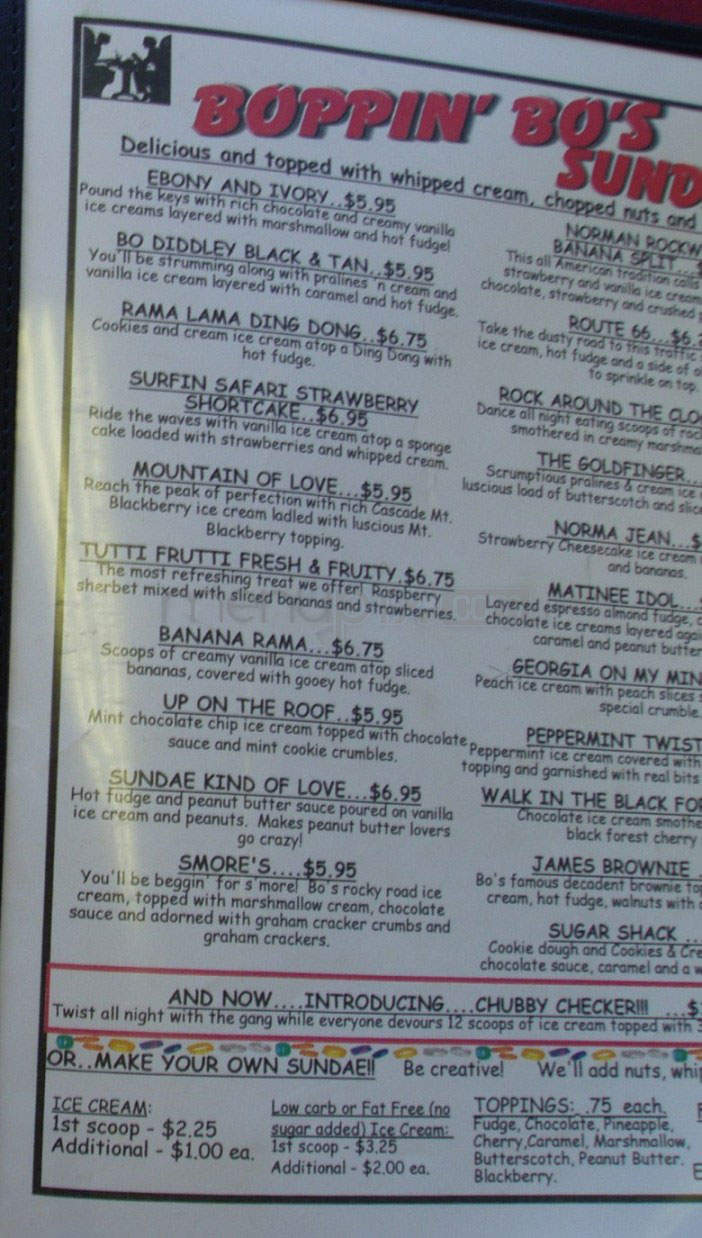 BOPPIN' BO'S
SUND
Delicious and topped with whipped cream, chopped nuts and
EBONY AND IVORY..$5.95
Pound the keys with rich chocolate and creamy vanilla
ice creams layered with marshmallow and hot fudge!
BO DIDDLEY BLACK & TAN..$5.95
You'll be strumming along with pralines 'n cream and
vanilla ice cream layered with caramel and hot fudge.
RAMA LAMA DING DONG..$6.75
Cookies and cream ice cream atop a Ding Dong with
hot fudge.
SURFIN SAFARI STRAWBERRY
SHORTCAKE..$6.95
Ride the waves with vanilla ice cream atop a sponge
cake loaded with strawberries and whipped cream.
MOUNTAIN OF LOVE...$5.95
Reach the peak of perfection with rich Cascade Mt.
Blackberry ice cream ladled with luscious Mt.
Blackberry topping.
TUTTI FRUTTI FRESH & FRUITY.$6.75
The most refreshing treat we offer! Raspberry
sherbet mixed with sliced bananas and strawberries.
BANANA RAMA...$6.75
Scoops of creamy vanilla ice cream atop sliced
bananas, covered with gooey hot fudge.
UP ON THE ROOF..$5.95
Mint chocolate chip ice cream topped with chocolate
sauce and mint cookie crumbles.
SUNDAE KIND OF LOVE...$6.95
Hot fudge and peanut butter sauce poured on vanilla
ice cream and peanuts. Makes peanut butter lovers
go crazy!
SMORE'S....$5.95
You'll be beggin' for s'more! Bo's rocky road ice
cream, topped with marshmallow cream, chocolate
sauce and adorned with graham cracker crumbs and
graham crackers.
NORMAN ROCKW
BANANA SPLIT...$
This all American tradition calls
strawberry and vanilla ice cream
chocolate, strawberry and crushed
ROUTE 66...$6.
Take the dusty road to this traffic
ice cream, hot fudge and a side of
to sprinkle on top.
ROCK AROUND THE CLO
Dance all night eating scoops of roc
smothered in creamy marshma
THE GOLDFINGER...
Scrumptious pralines & cream ice
luscious load of butterscotch and slic
NORMA JEAN...$
Strawberry Cheesecake ice cream
and bananas.
MATINEE IDOL...
Layered espresso almond fudge,
chocolate ice creams layered agai
caramel and peanut butter
GEORGIA ON MY MIN
Peach ice cream with peach slices
special crumble.
PEPPERMINT TWIST
Peppermint ice cream covered with
topping and garnished with real bits
WALK IN THE BLACK FO
Chocolate ice cream smothe
black forest cherry
JAMES BROWNIE .
Bo's famous decadent brownie to
cream, hot fudge, walnuts with
SUGAR SHACK ..
Cookie dough and Cookies & Cre
chocolate sauce, caramel and a w
AND NOW....INTRODUCING....CHUBBY CHECKER!!! ...$
Twist all night with the gang while everyone devours 12 scoops of ice cream topped with 3
OR..MAKE YOUR OWN SUNDAE!! Be creative! We'll add nuts, whi
ICE CREAM:
1st scoop - $2.25
Additional - $1.00 ea.
Low carb or Fat Free (no
sugar added) Ice Cream:
1st scoop - $3.25
Additional - $2.00 ea.
TOPPINGS: .75 each.
Fudge, Chocolate, Pineapple,
Cherry,Caramel, Marshmallow,
Butterscotch, Peanut Butter.
Blackberry.